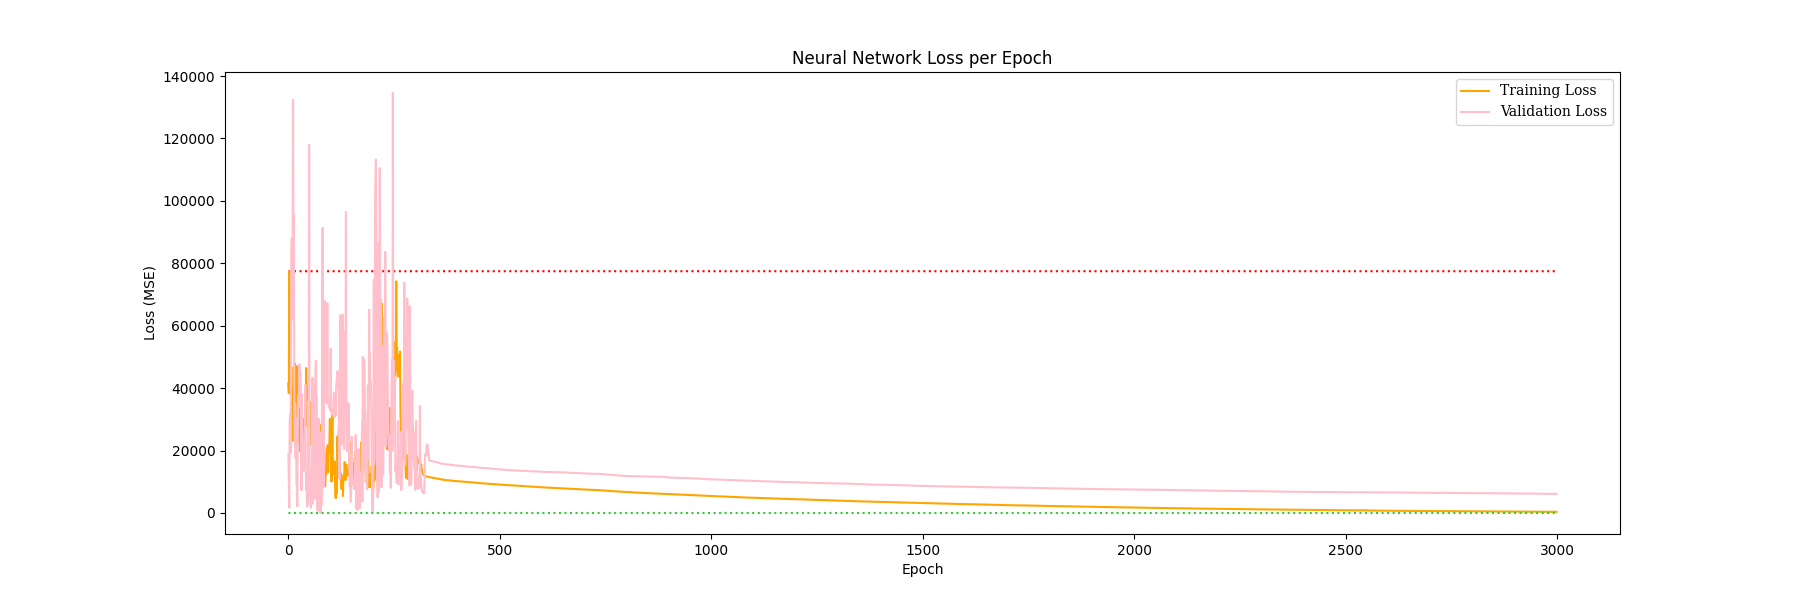 Neural Network Loss per Epoch
140000
120000
100000
80000
60000
40000
20000
0
Loss (MSE)
Training Loss
Validation Loss
0 500 1000 1500 2000 2500 3000
Epoch